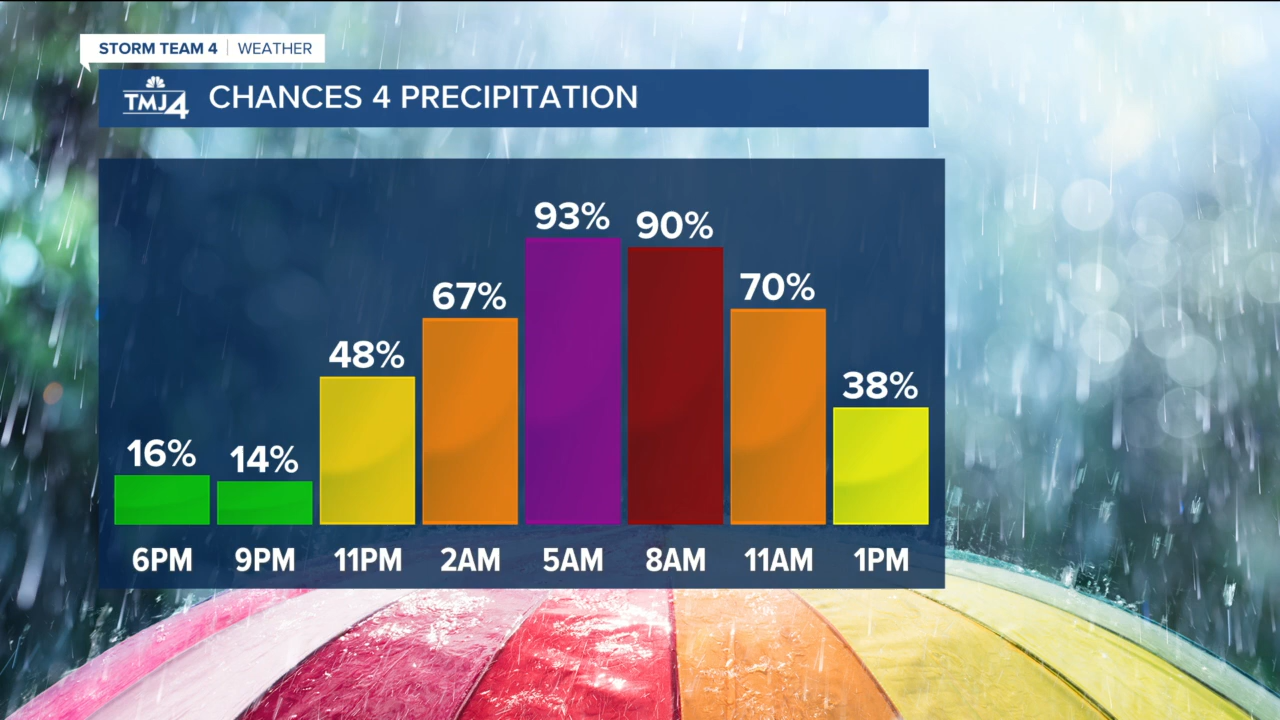 STORM TEAM 4 | WEATHER
TMJ4 CHANCES 4 PRECIPITATION
16% 14% 48% 67% 93% 90% 70% 38%
6PM 9PM 11PM 2AM 5AM 8AM 11AM 1PM